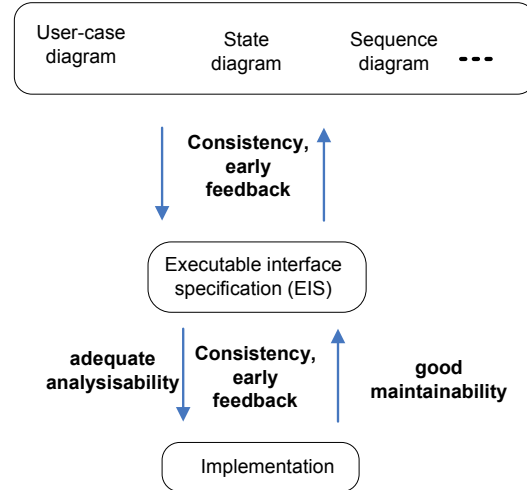 User-case
diagram
State
diagram
Sequence
diagram
Consistency,
early
feedback
Executable interface
specification (EIS)
adequate
analysisability
Consistency,
early
feedback
good
maintainability
Implementation